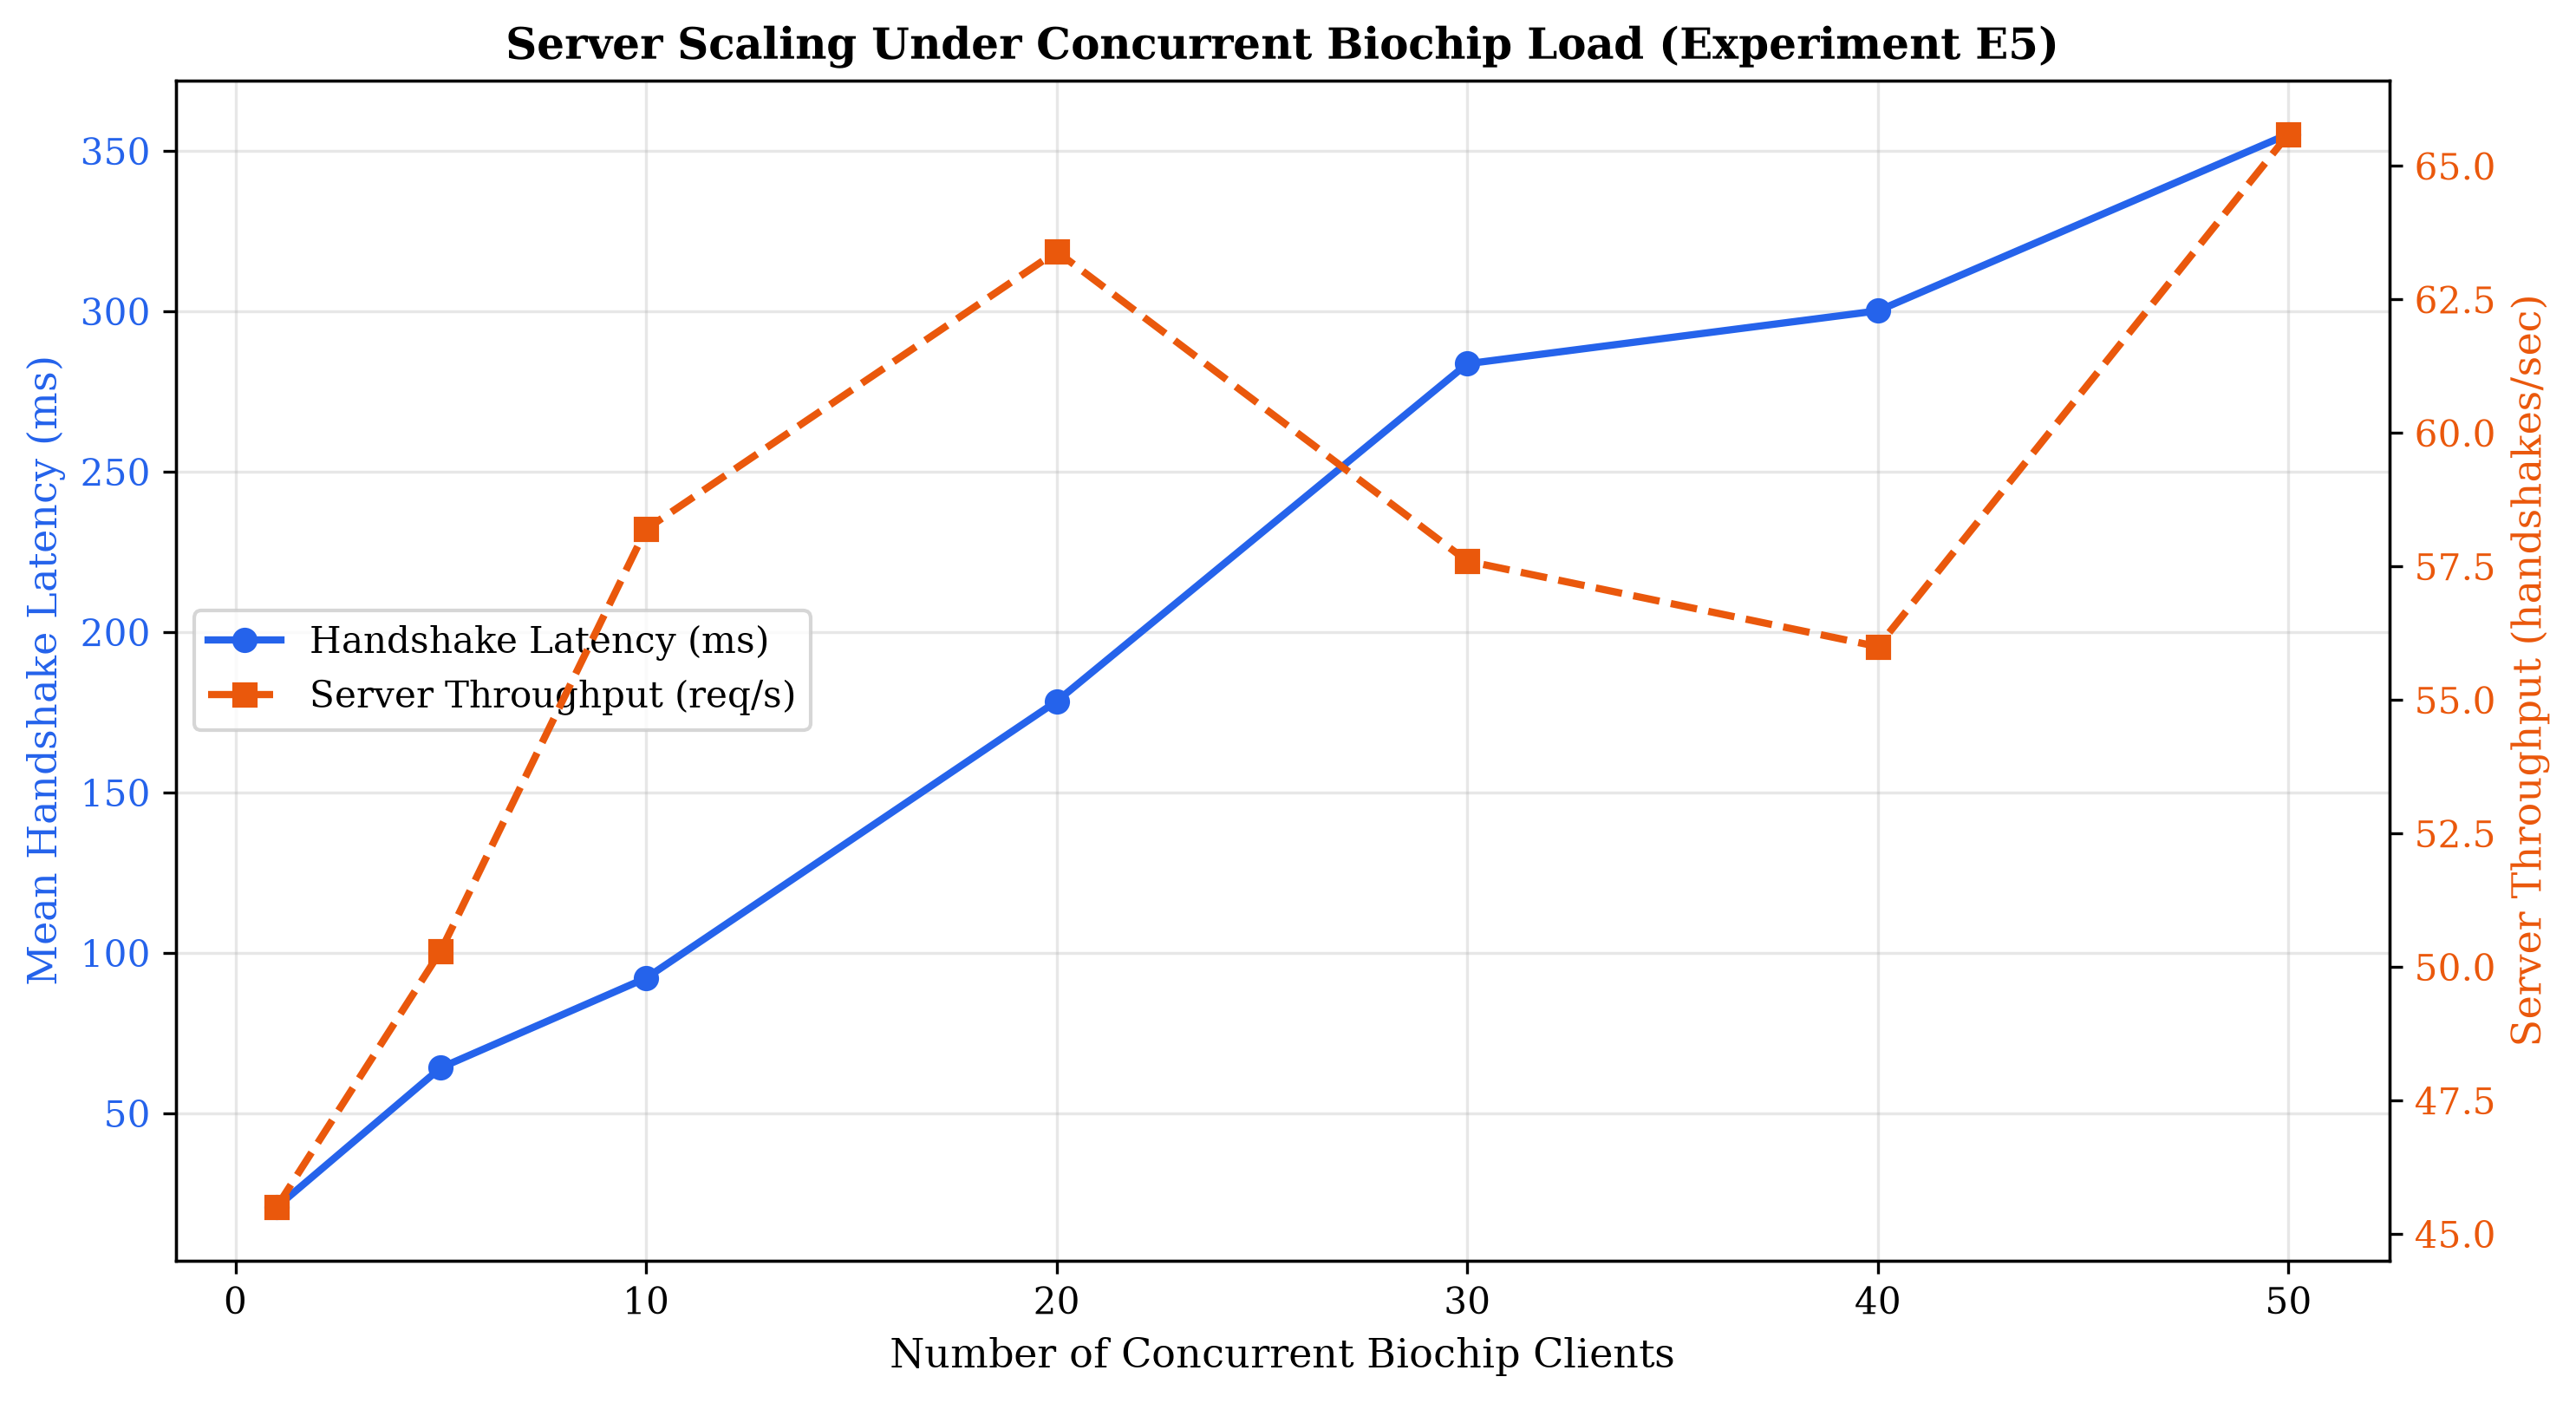 Server Scaling Under Concurrent Biochip Load (Experiment E5)
Mean Handshake Latency (ms)
350
300
250
200
150
100
50
Handshake Latency (ms)
Server Throughput (req/s)
65.0
62.5
60.0
57.5
55.0
52.5
50.0
47.5
45.0
Server Throughput (handshakes/sec)
0 10 20 30 40 50
Number of Concurrent Biochip Clients